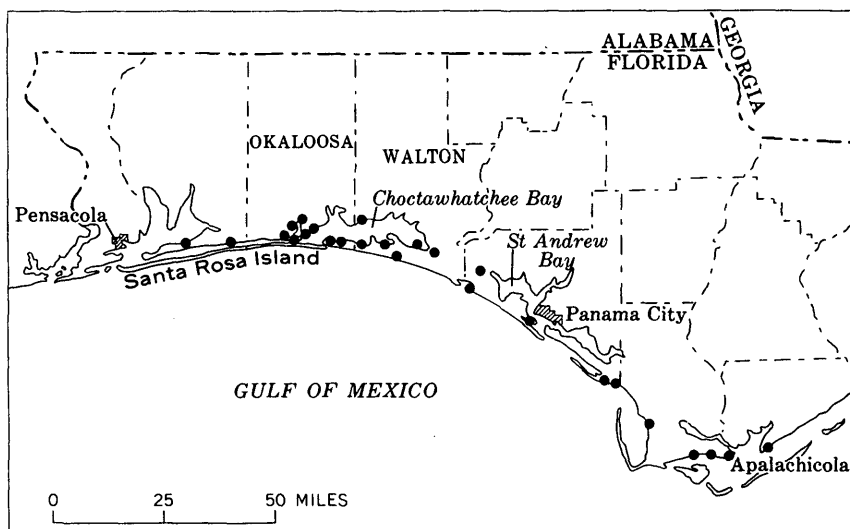 ALABAMA
FLORIDA
GEORGIA
OKALOOSA
WALTON
Choctawhatchee Bay
Pensacola
St Andrew
Bay
Santa Rosa Island
Panama City
GULF OF MEXICO
Apalachicola
0 25 50 MILES